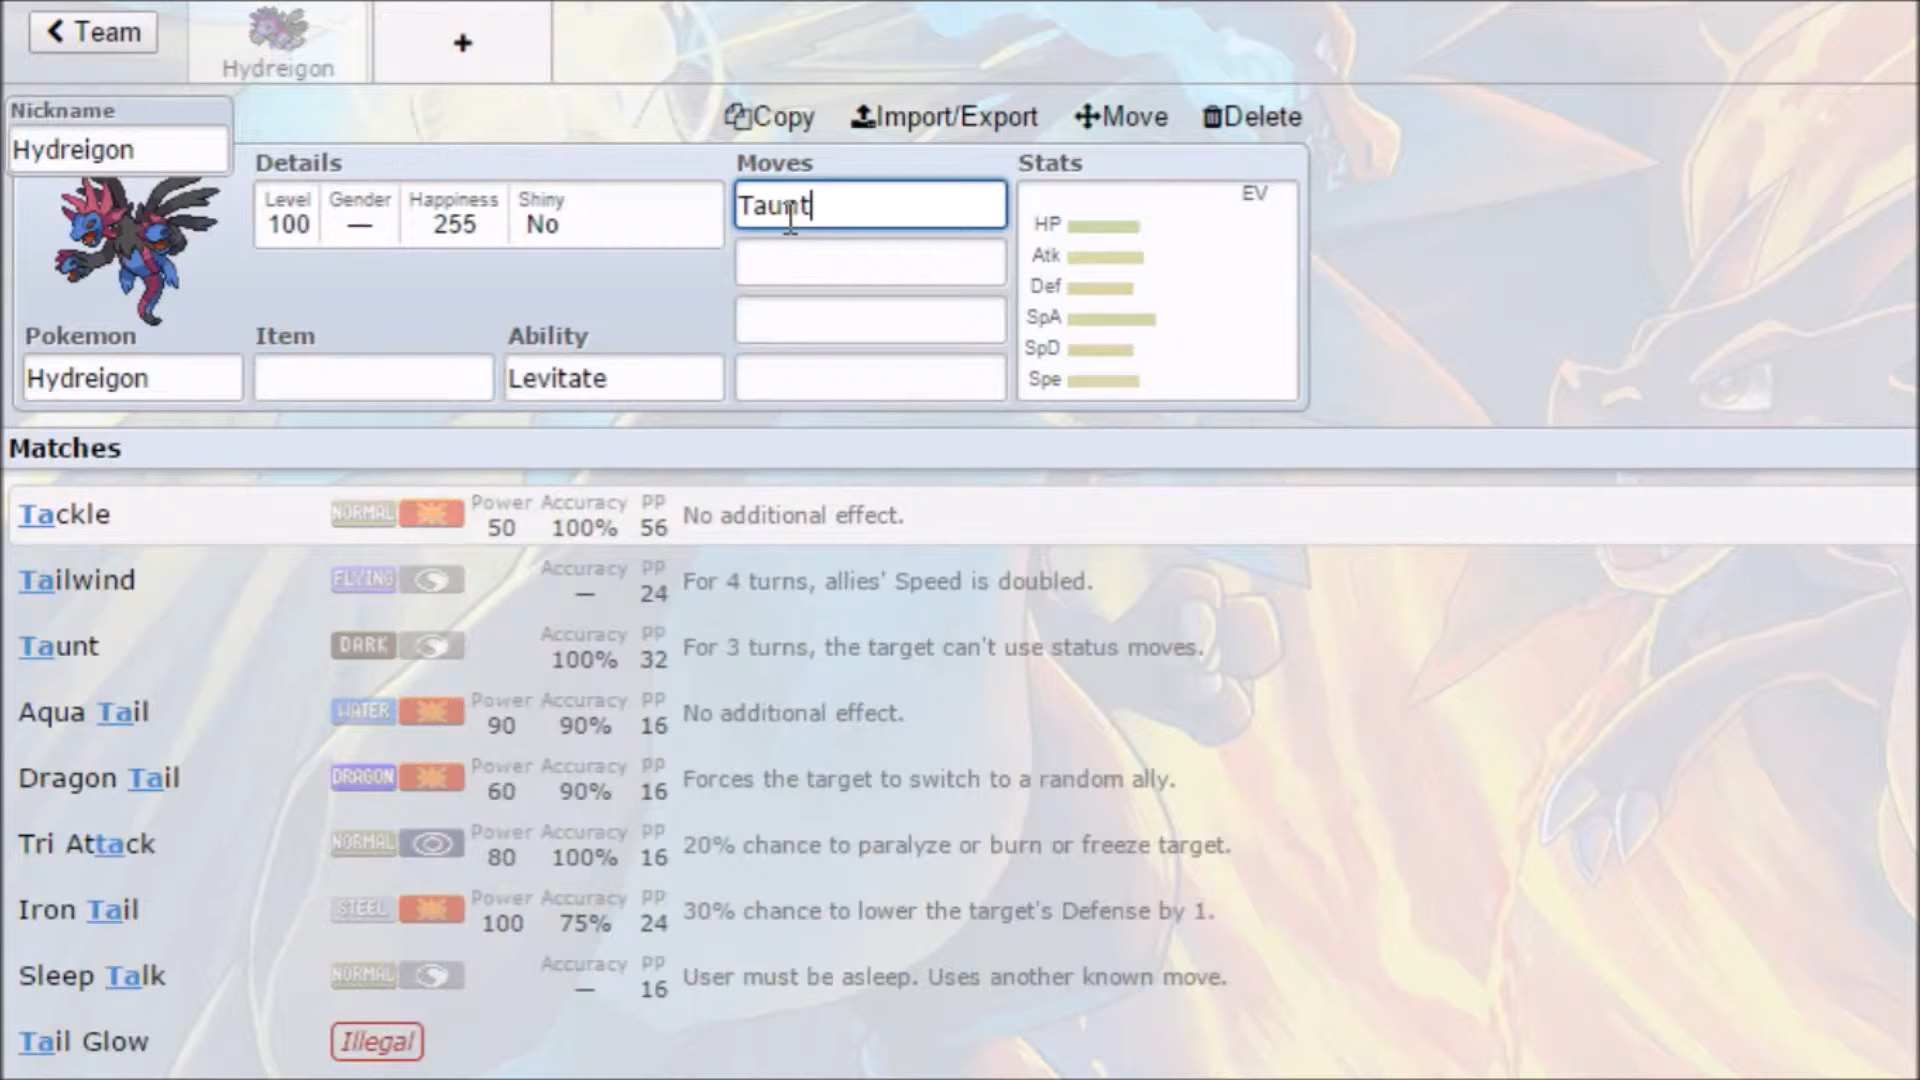 Team
Hydreigon
+
Nickname
Hydreigon
Copy Import/Export Move Delete
Details
Level Gender Happiness Shiny
100 — 255 No
Moves
Taunt
Stats
EV
HP
Atk
Def
SpA
SpD
Spe
Pokemon
Hydreigon
Item
Ability
Levitate
Matches
Tackle NORMAL Power 50 Accuracy 100% PP 56 No additional effect.
Tailwind FLYING Accuracy — PP 24 For 4 turns, allies' Speed is doubled.
Taunt DARK Accuracy 100% PP 32 For 3 turns, the target can't use status moves.
Aqua Tail WATER Power 90 Accuracy 90% PP 16 No additional effect.
Dragon Tail DRAGON Power 60 Accuracy 90% PP 16 Forces the target to switch to a random ally.
Tri Attack NORMAL Power 80 Accuracy 100% PP 16 20% chance to paralyze or burn or freeze target.
Iron Tail STEEL Power 100 Accuracy 75% PP 24 30% chance to lower the target's Defense by 1.
Sleep Talk NORMAL Accuracy — PP 16 User must be asleep. Uses another known move.
Tail Glow Illegal